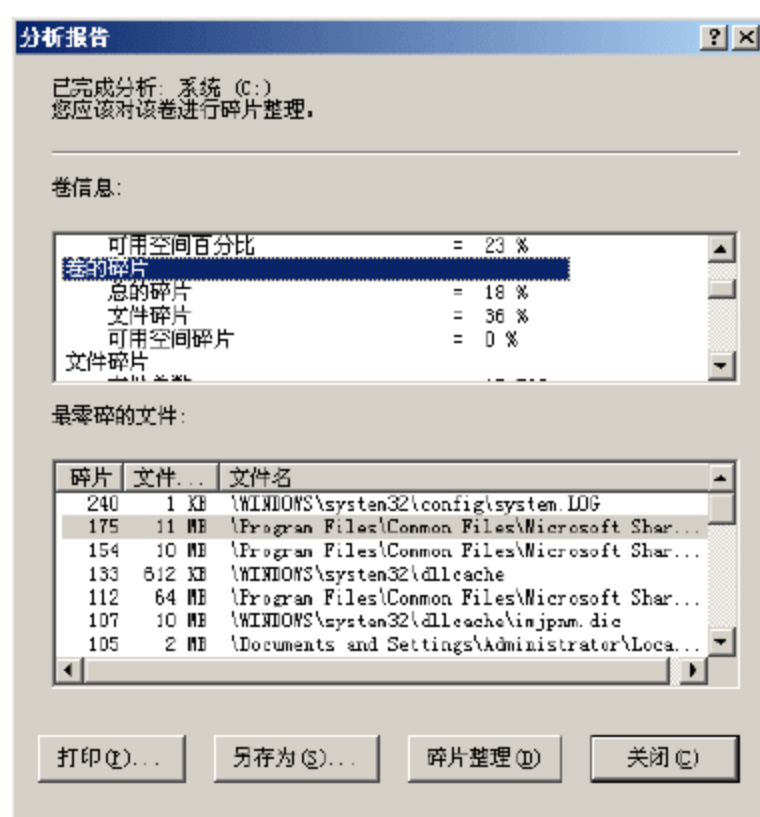 分析报告
已完成分析: 系统 (C:)
您应该对该卷进行碎片整理。
卷信息:
可用空间百分比 = 23 %
卷的碎片
总的碎片 = 18 %
文件碎片 = 36 %
可用空间碎片 = 0 %
文件碎片
最零碎的文件:
碎片 文件... 文件名
240 1 KB \WINDOWS\system32\config\system.LOG
175 11 MB \Program Files\Common Files\Microsoft Shar...
154 10 MB \Program Files\Common Files\Microsoft Shar...
133 612 KB \WINDOWS\system32\dllcache
112 64 MB \Program Files\Common Files\Microsoft Shar...
107 10 MB \WINDOWS\system32\dllcache\imjpnm.dic
105 2 MB \Documents and Settings\Administrator\Loca...
打印(P)... 另存为(S)... 碎片整理(D) 关闭(C)